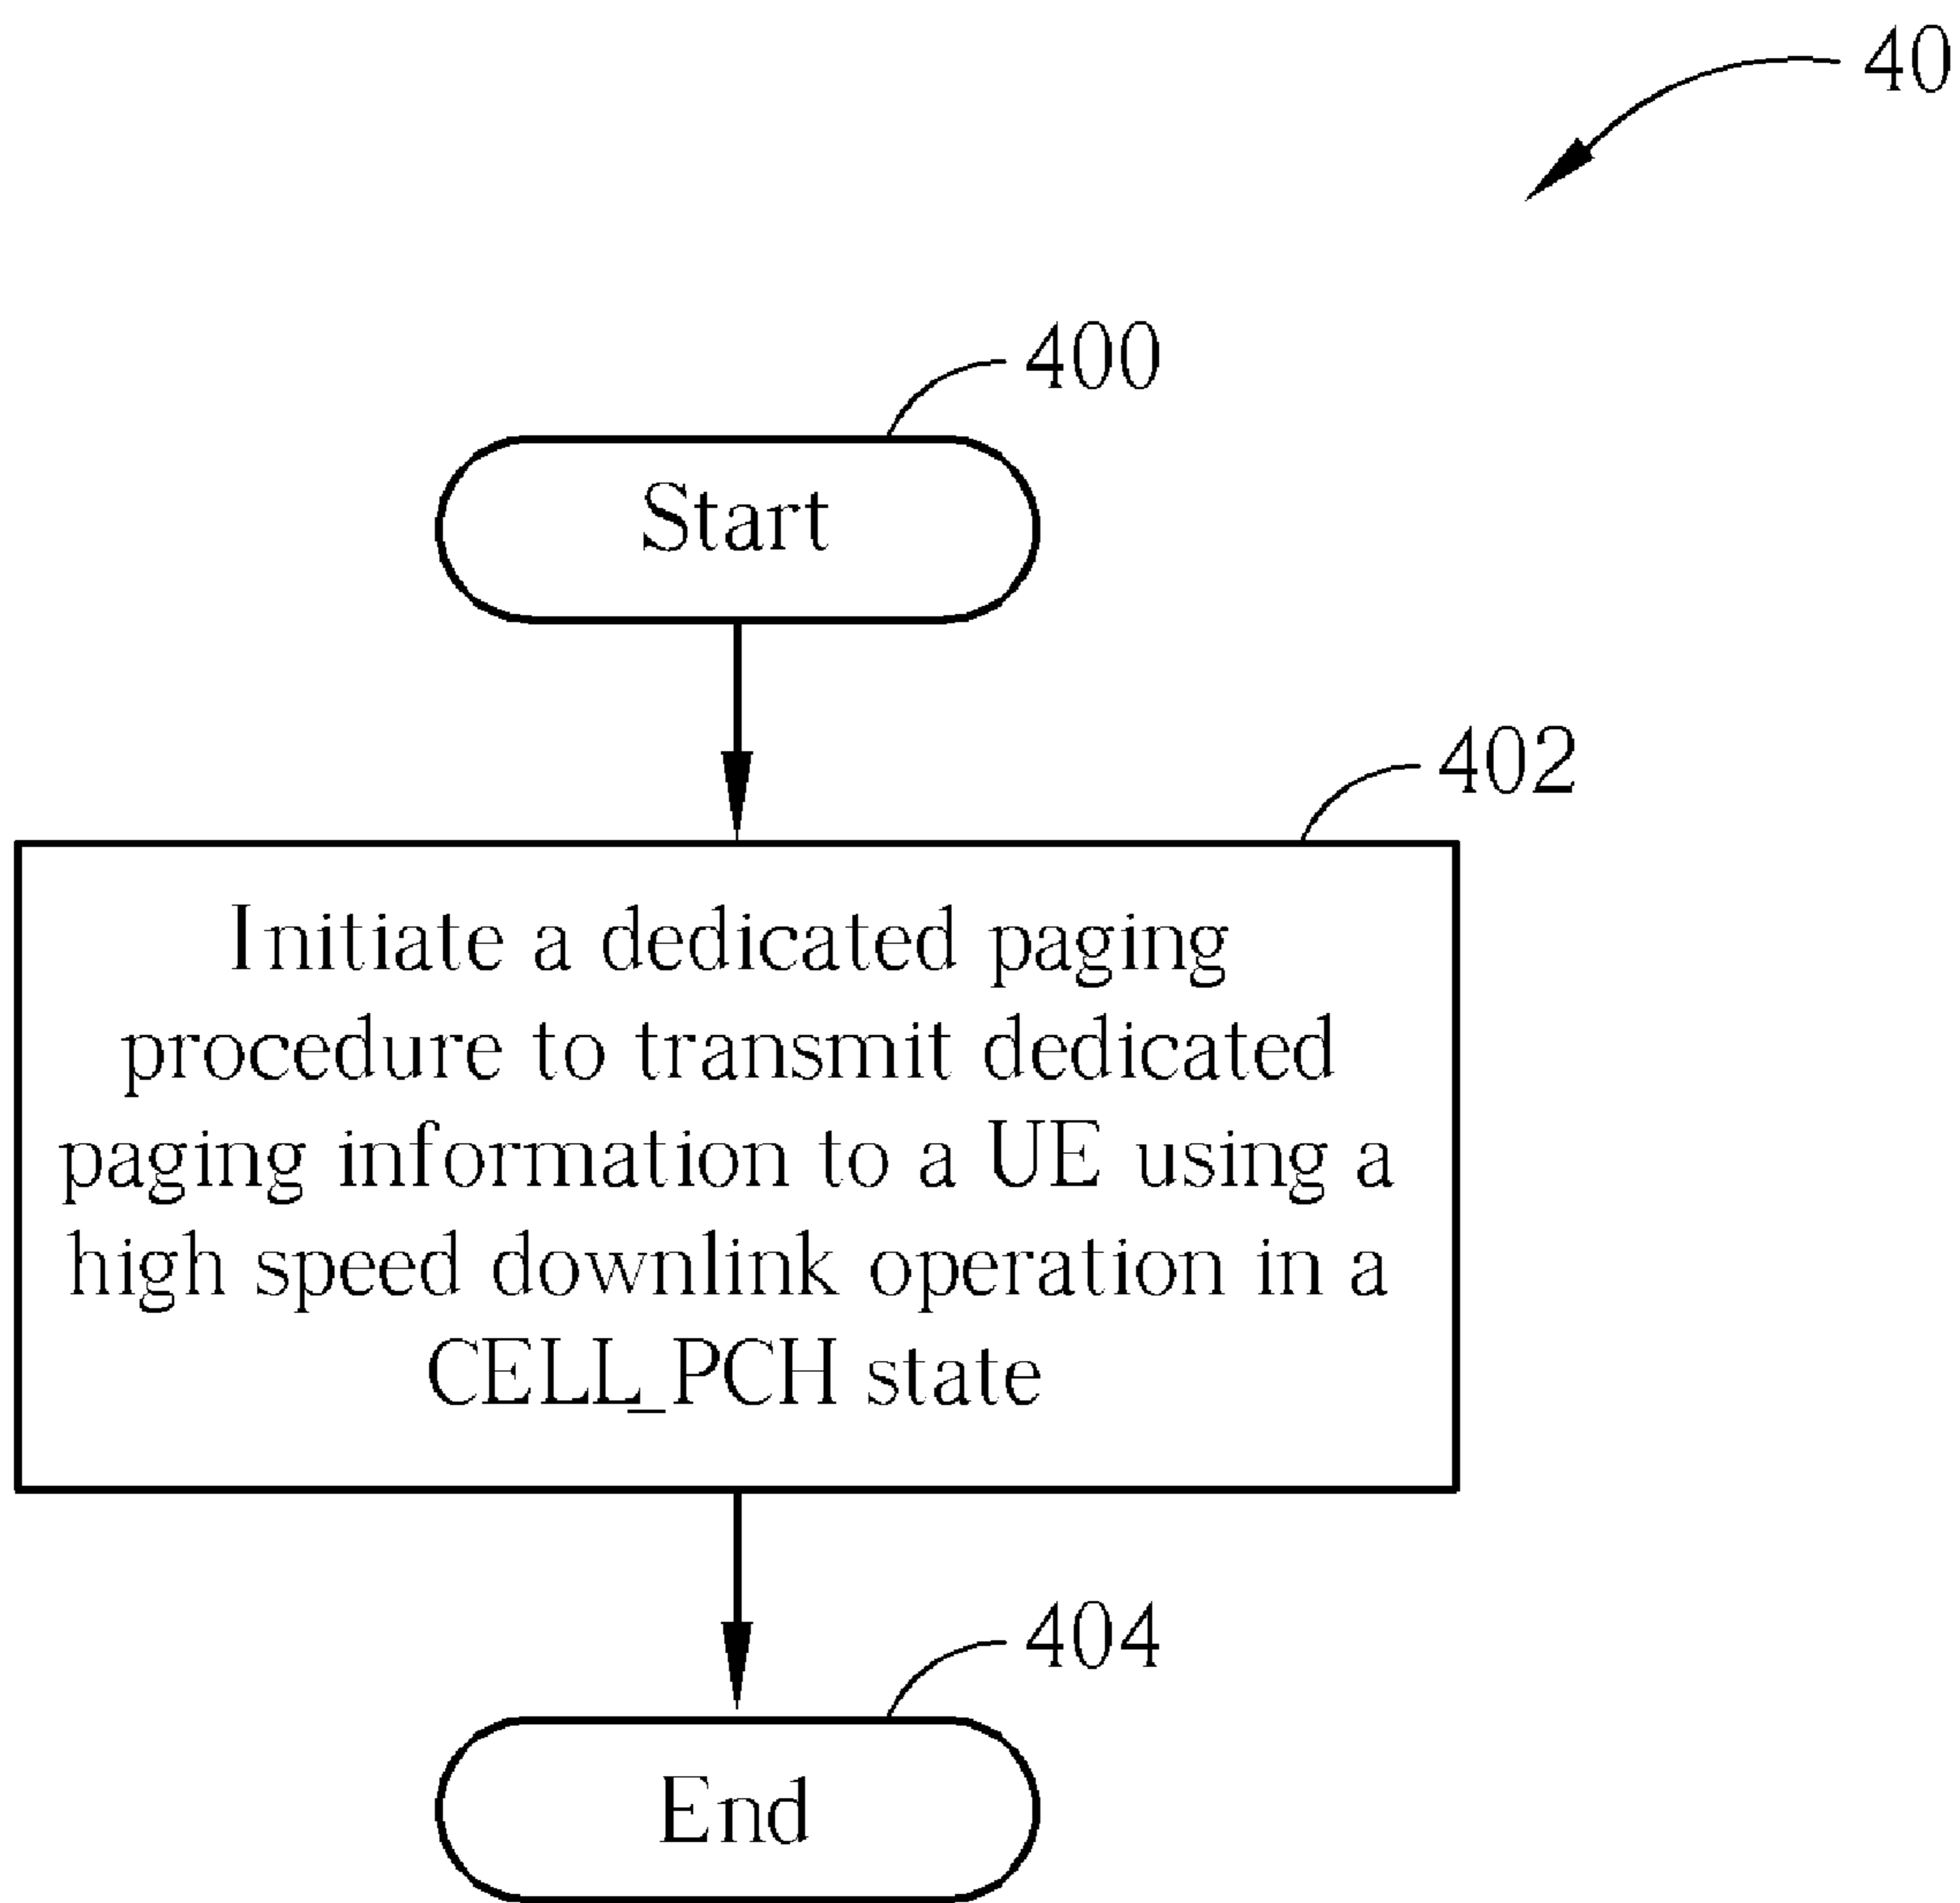 40
400
Start
402
Initiate a dedicated paging
procedure to transmit dedicated
paging information to a UE using a
high speed downlink operation in a
CELL_PCH state
404
End